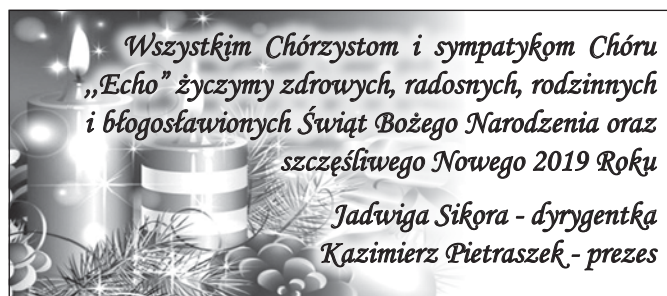 Wszystkim Chórzystom i sympatykom Chóru
,,Echo” życzymy zdrowych, radosnych, rodzinnych
i błogosławionych Świąt Bożego Narodzenia oraz
szczęśliwego Nowego 2019 Roku
Jadwiga Sikora - dyrygentka
Kazimierz Pietraszek - prezes